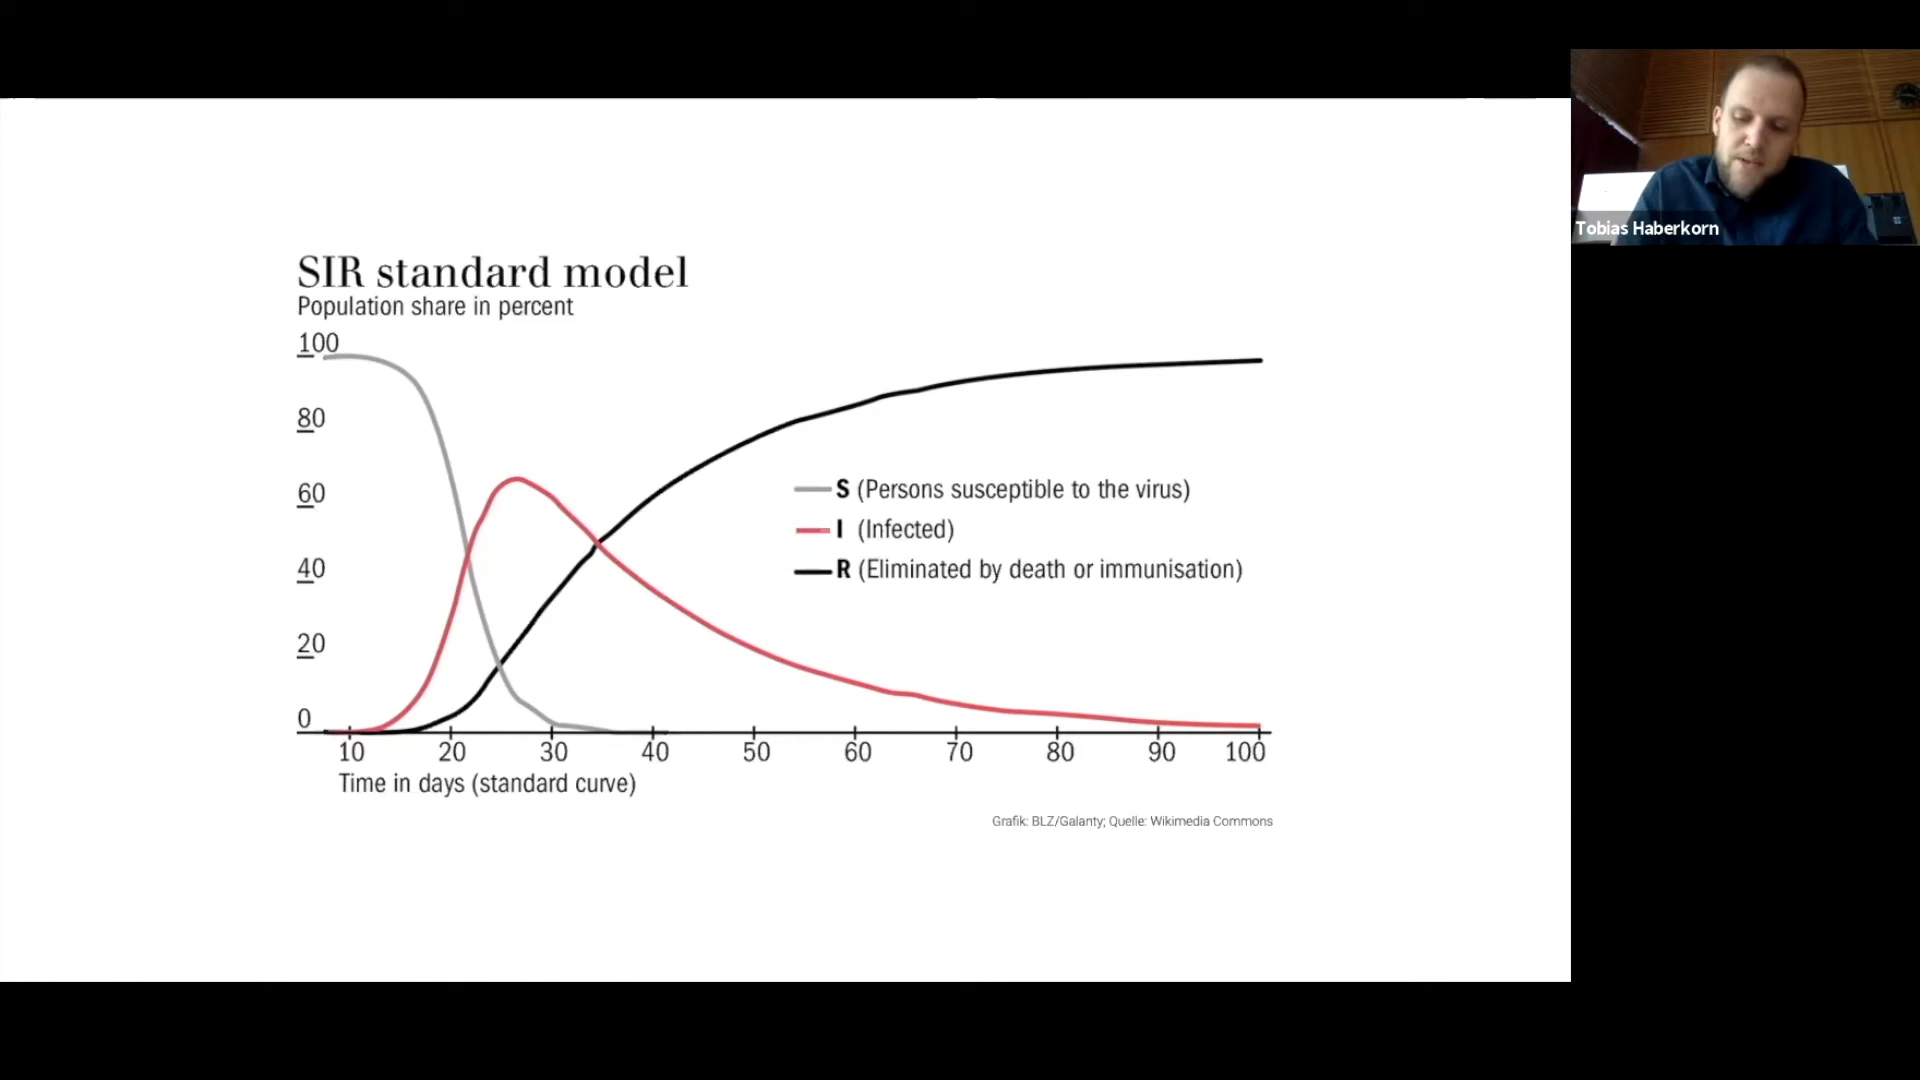 SIR standard model
Population share in percent
100
80
60
40
20
0
S (Persons susceptible to the virus)
I (Infected)
R (Eliminated by death or immunisation)
10 20 30 40 50 60 70 80 90 100
Time in days (standard curve)
Grafik: BLZ/Galanty; Quelle: Wikimedia Commons
Tobias Haberkorn